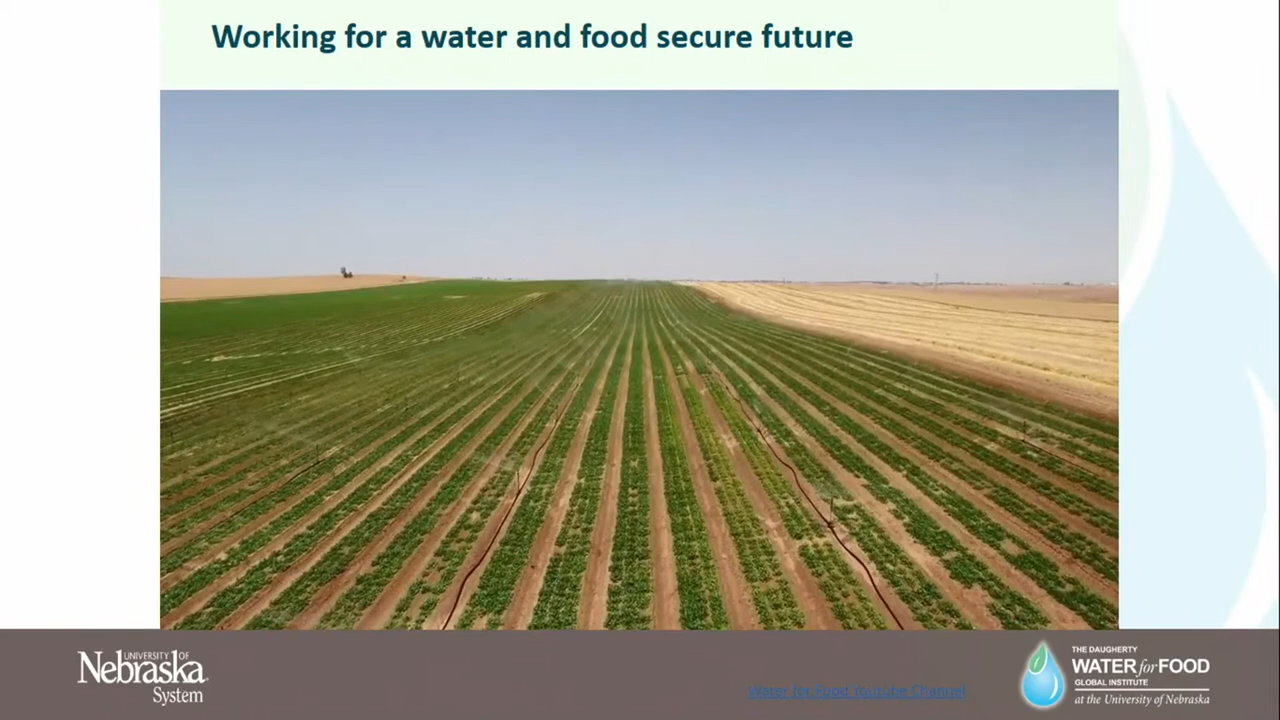 Working for a water and food secure future
UNIVERSITY OF
NEBRASKA
System
Water for Food Youtube Channel
THE DAUGHERTY
WATER for FOOD
GLOBAL INSTITUTE
at the University of Nebraska